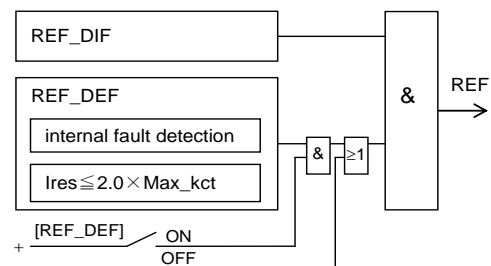 REF_DIF
REF
REF_DEF
&
internal fault detection
& ≥1
Ires≦2.0×Max_kct
[REF_DEF] ON
+
OFF